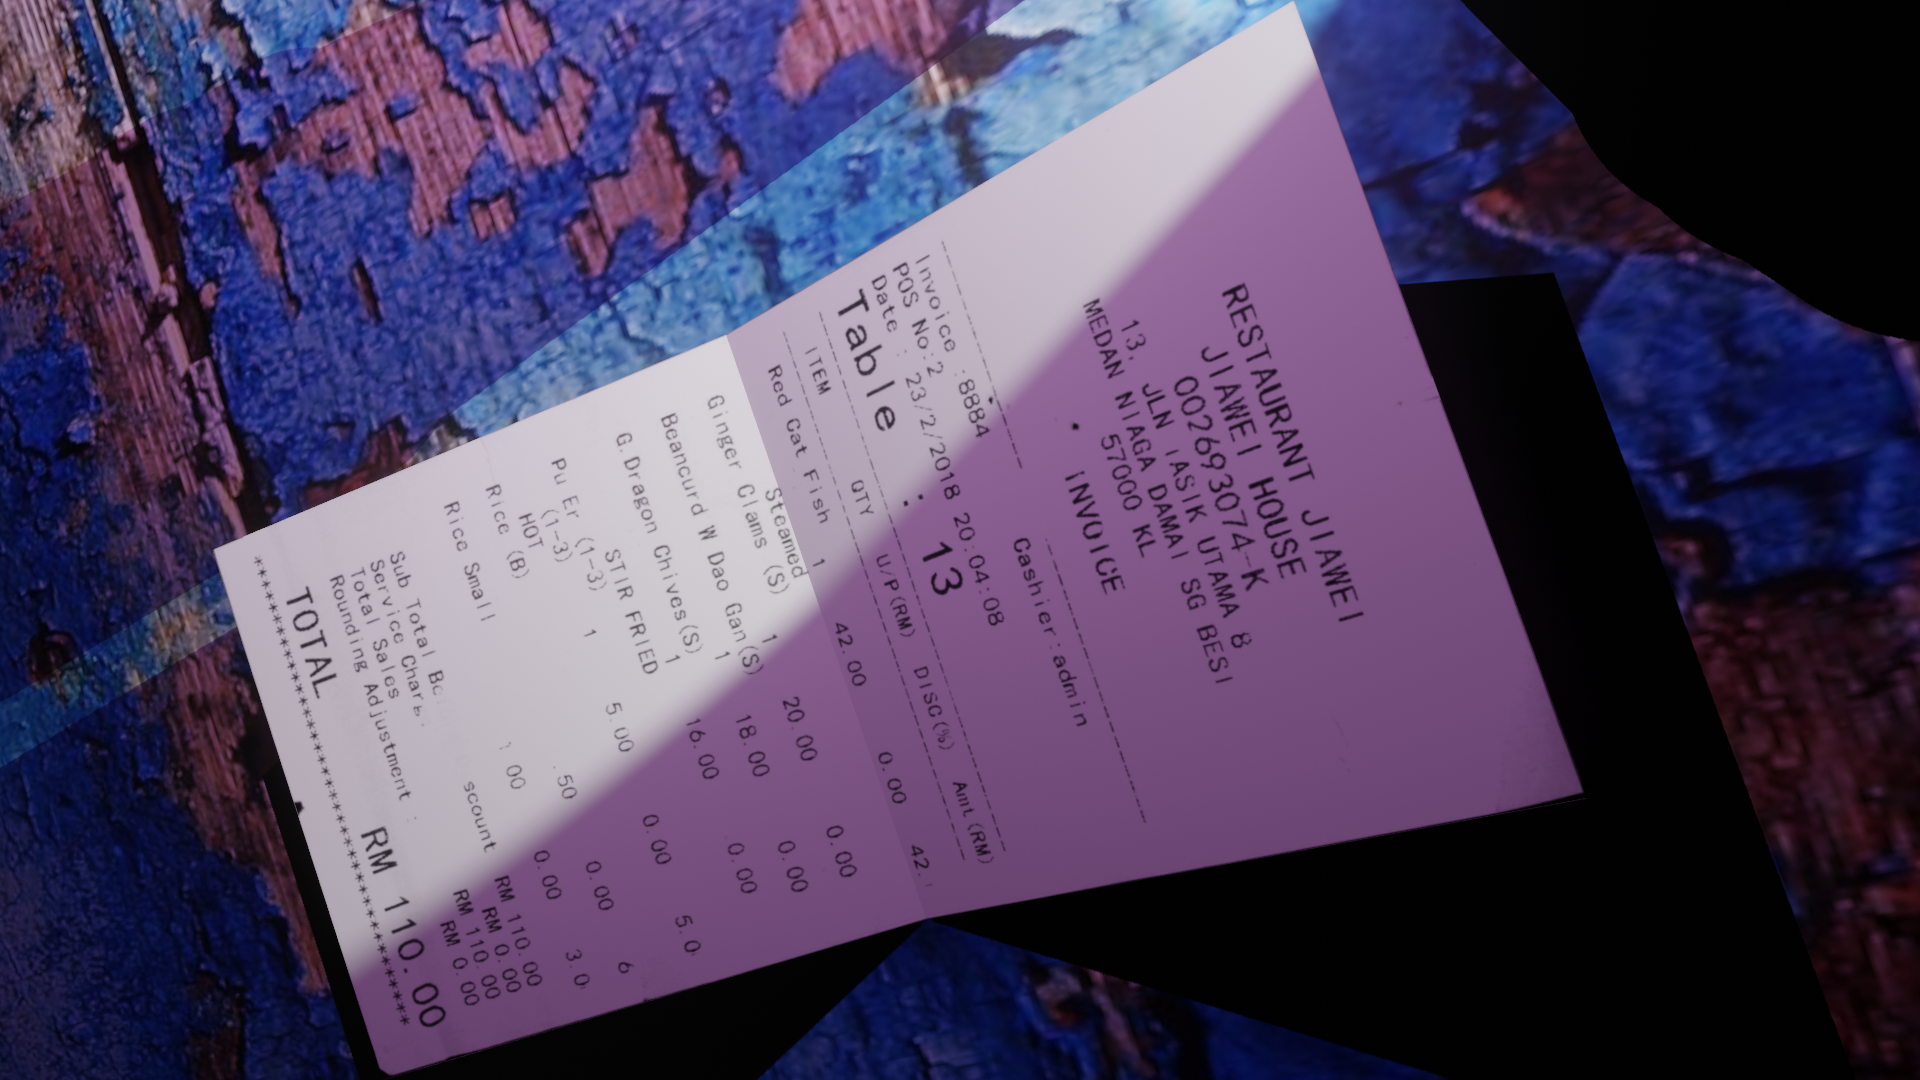 RESTAURANT JIAWEI
JIAWEI HOUSE
002693074-K
13, JLN TASIK UTAMA 8
MEDAN NIAGA DAMAI SG BESI
57000 KL
INVOICE
Cashier:admin
Invoice :8884
POS No:2
Date : 23/2/2018 20:04:08
Table : 13
ITEM QTY U/P(RM) DISC(%) Amt(RM)
Red Cat Fish 1 42.00 0.00 42.
Steamed
Ginger Clams (S) 1 20.00 0.00
Beancurd W Dao Gan(S) 1 18.00 0.00
G.Dragon Chives(S) 1 16.00 0.00
STIR FRIED
Pu Er (1-3) 1 5.00 0.00 5.0
(1-3)
HOT
Rice (B) .50 0.00 6
Rice Small 1.00 0.00 3.0
Sub Total scount RM 110.00
Service RM 0.00
Total Sales RM 110.00
Rounding Adjustment : RM 0.00
****************************************
TOTAL RM 110.00